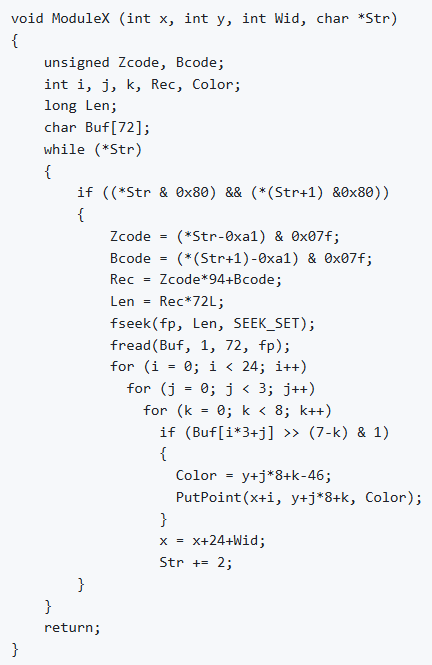 void ModuleX (int x, int y, int Wid, char *Str)
{
    unsigned Zcode, Bcode;
    int i, j, k, Rec, Color;
    long Len;
    char Buf[72];
    while (*Str)
    {
        if ((*Str & 0x80) && (*(Str+1) &0x80))
        {
            Zcode = (*Str-0xa1) & 0x07f;
            Bcode = (*(Str+1)-0xa1) & 0x07f;
            Rec = Zcode*94+Bcode;
            Len = Rec*72L;
            fseek(fp, Len, SEEK_SET);
            fread(Buf, 1, 72, fp);
            for (i = 0; i < 24; i++)
              for (j = 0; j < 3; j++)
                for (k = 0; k < 8; k++)
                  if (Buf[i*3+j] >> (7-k) & 1)
                  {
                    Color = y+j*8+k-46;
                    PutPoint(x+i, y+j*8+k, Color);
                  }
                  x = x+24+Wid;
                  Str += 2;
        }
    }
    return;
}